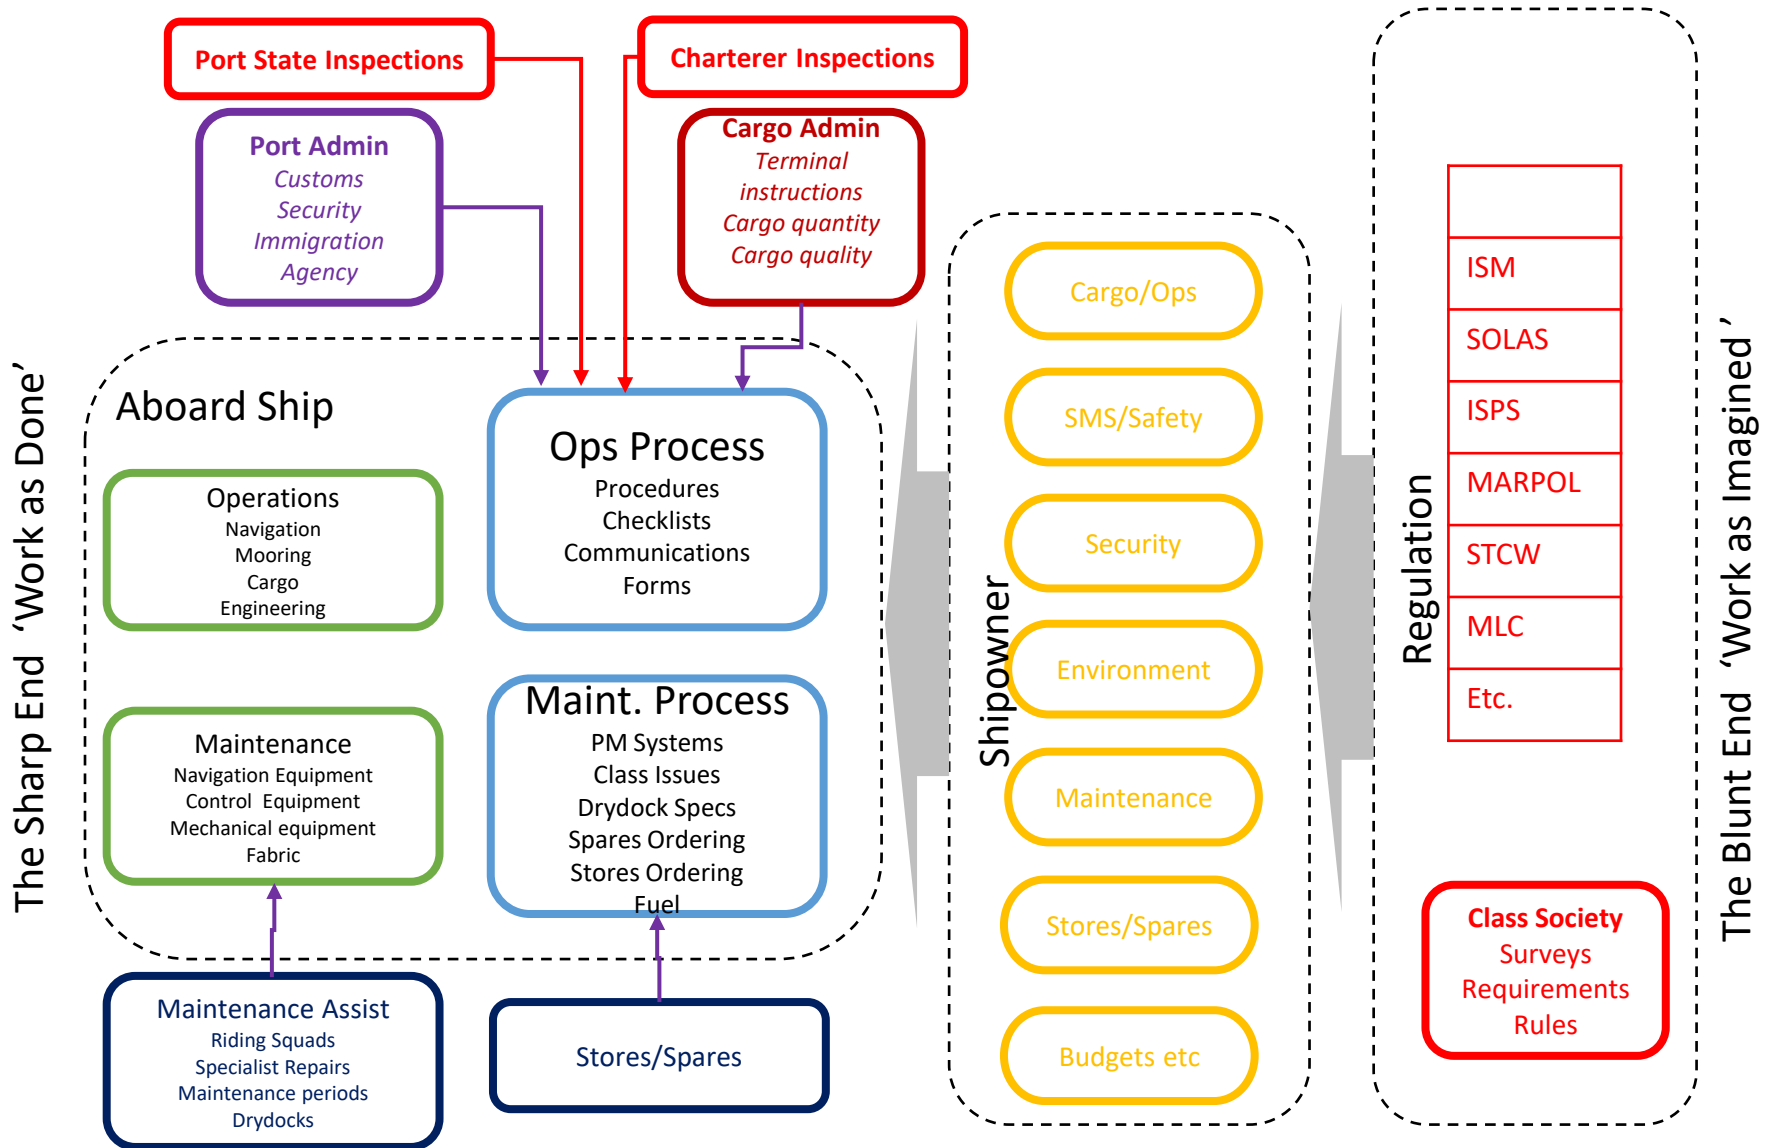 Port State Inspections
Charterer Inspections
Port Admin
Customs
Security
Immigration
Agency
Cargo Admin
Terminal
instructions
Cargo quantity
Cargo quality
The Sharp End  ‘Work as Done’
Aboard Ship
Operations
Navigation
Mooring
Cargo
Engineering
Ops Process
Procedures
Checklists
Communications
Forms
Maintenance
Navigation Equipment
Control  Equipment
Mechanical equipment
Fabric
Maint. Process
PM Systems
Class Issues
Drydock Specs
Spares Ordering
Stores Ordering
Fuel
Maintenance Assist
Riding Squads
Specialist Repairs
Maintenance periods
Drydocks
Stores/Spares
Shipowner
Cargo/Ops
SMS/Safety
Security
Environment
Maintenance
Stores/Spares
Budgets etc
Regulation
ISM
SOLAS
ISPS
MARPOL
STCW
MLC
Etc.
Class Society
Surveys
Requirements
Rules
The Blunt End  ‘Work as Imagined’